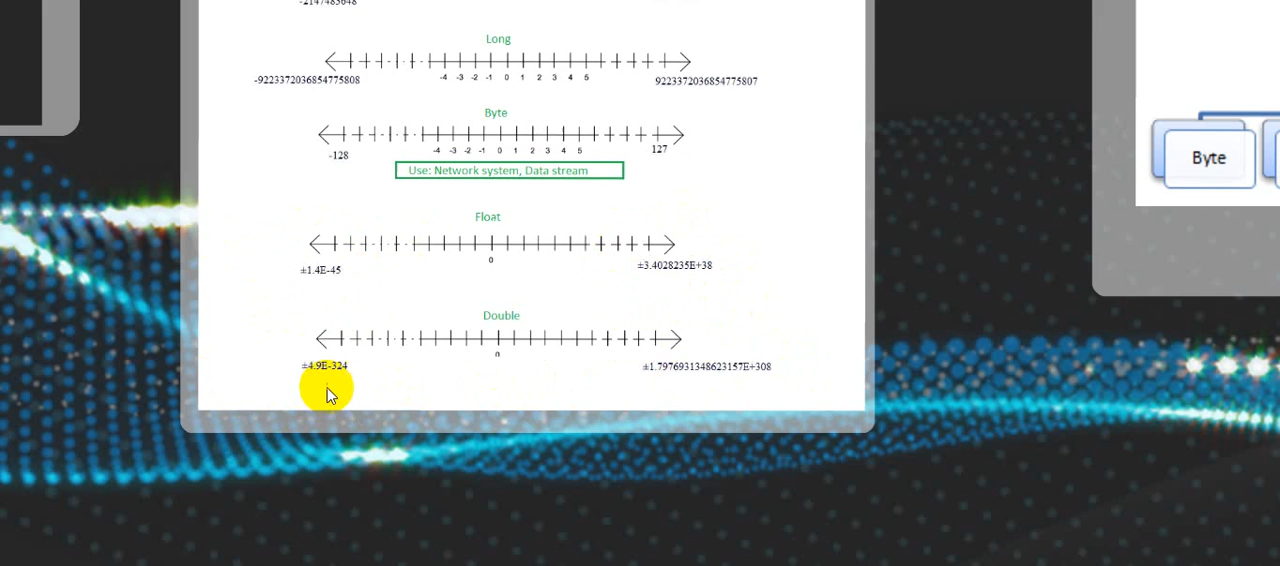 -2147483648
Long
-4 -3 -2 -1 0 1 2 3 4 5
-9223372036854775808 9223372036854775807
Byte
-4 -3 -2 -1 0 1 2 3 4 5
-128 127
Use: Network system, Data stream
Byte
Float
0
±1.4E-45 ±3.4028235E+38
Double
0
±4.9E-324 ±1.7976931348623157E+308